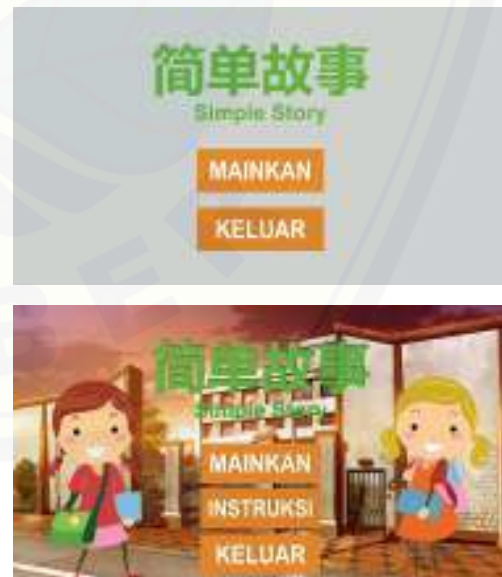 简单故事
Simple Story
MAINKAN
KELUAR
简单故事
Simple Story
MAINKAN
INSTRUKSI
KELUAR